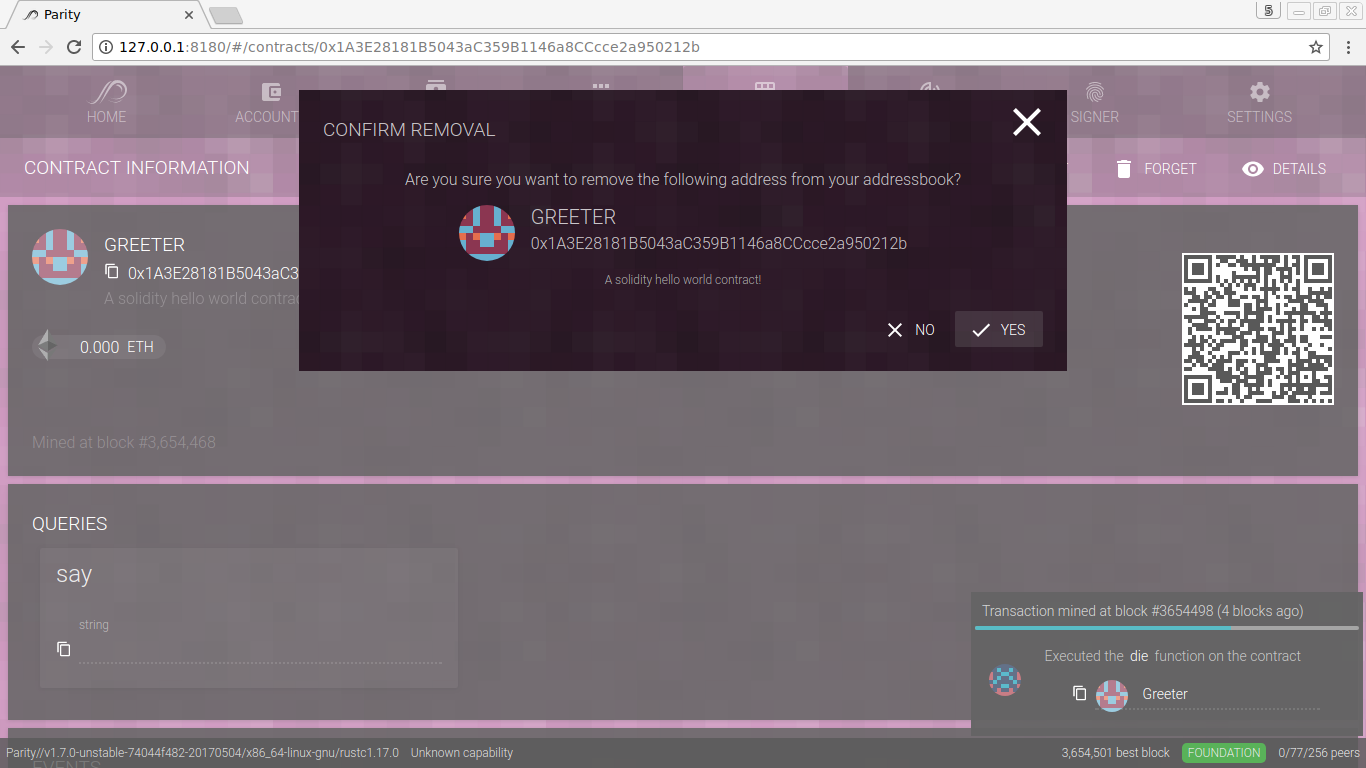 Parity
5
127.0.0.1:8180/#/contracts/0x1A3E28181B5043aC359B1146a8CCcce2a950212b
HOME
ACCOUNT
SIGNER
SETTINGS
CONTRACT INFORMATION
FORGET
DETAILS
CONFIRM REMOVAL
Are you sure you want to remove the following address from your addressbook?
GREETER
0x1A3E28181B5043aC359B1146a8CCcce2a950212b
A solidity hello world contract!
NO
YES
GREETER
0x1A3E28181B5043aC3
A solidity hello world contrac
0.000 ETH
Mined at block #3,654,468
QUERIES
say
string
Transaction mined at block #3654498 (4 blocks ago)
Executed the die function on the contract
Greeter
EVENTS
Parity//v1.7.0-unstable-74044f482-20170504/x86_64-linux-gnu/rustc1.17.0
Unknown capability
3,654,501 best block
FOUNDATION
0/77/256 peers